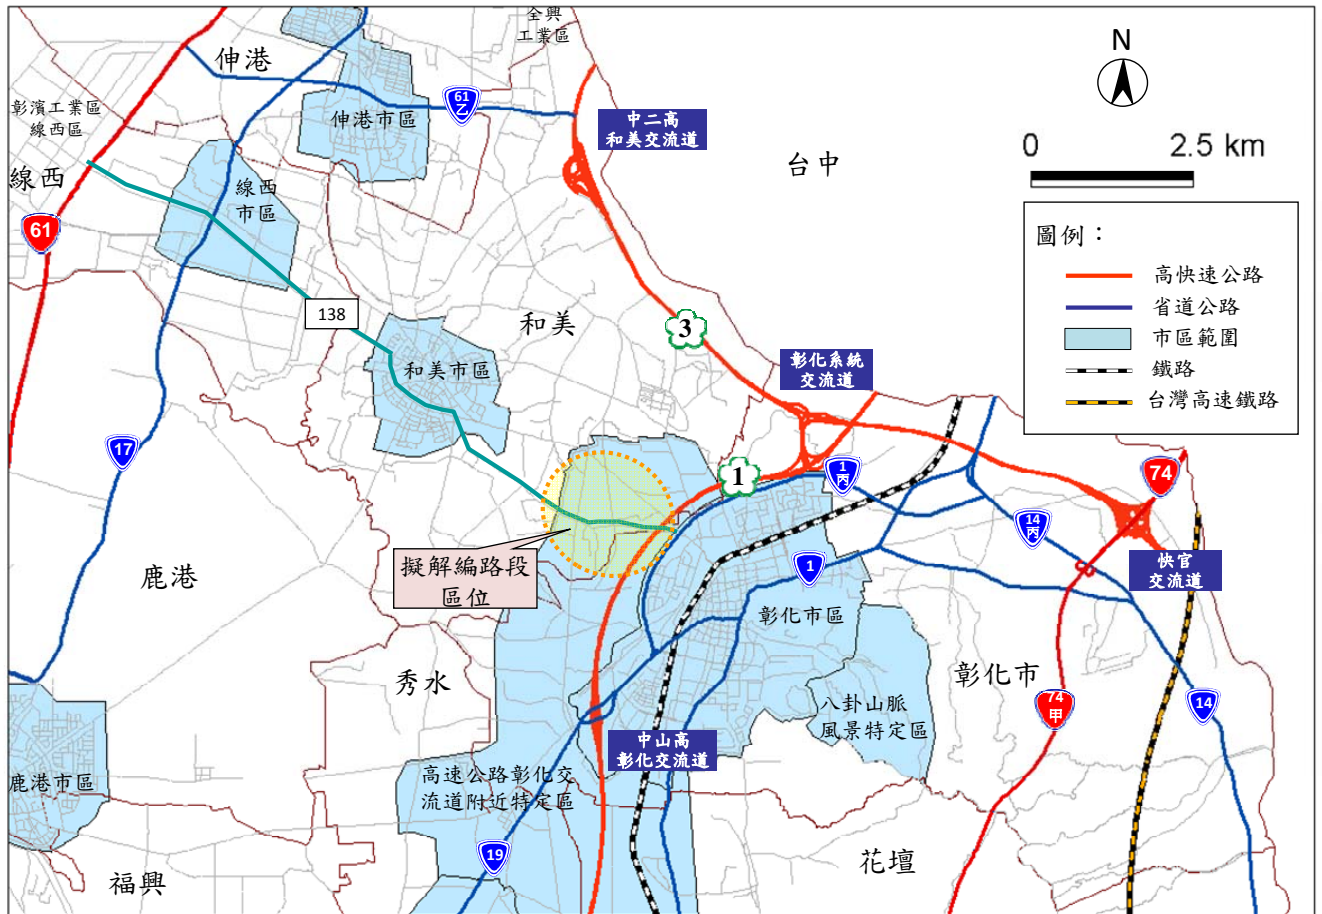 全興
工業區
伸港
61
乙
彰濱工業區
線西區
伸港市區
中二高
和美交流道
N
0
2.5 km
台中
線西
線西
市區
61
圖例：
高快速公路
省道公路
市區範圍
鐵路
台灣高速鐵路
138
和美
3
和美市區
彰化系統
交流道
17
1
1
丙
74
14
丙
擬解編路段
區位
1
快官
交流道
鹿港
彰化市區
秀水
彰化市
八卦山脈
風景特定區
74
甲
14
中山高
彰化交流道
鹿港市區
高速公路彰化交
流道附近特定區
19
福興
花壇